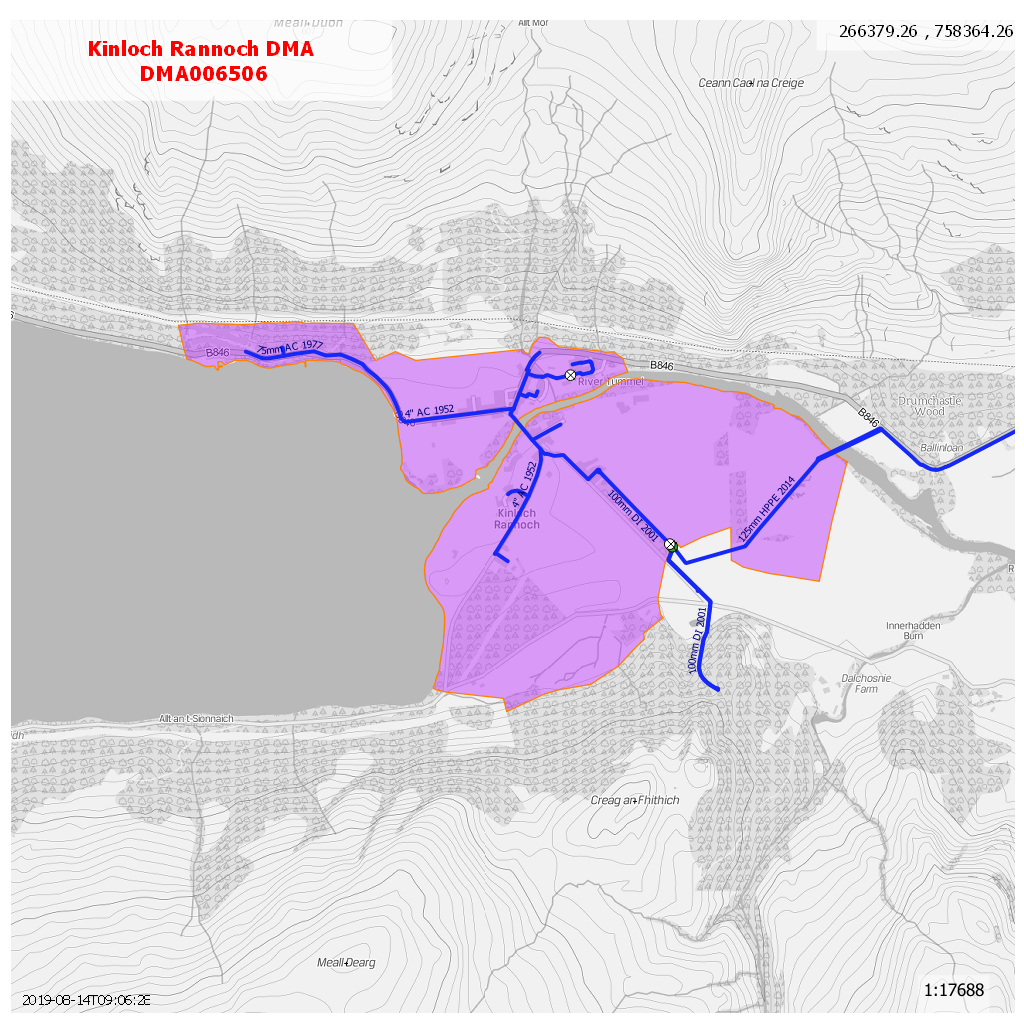 Meall Dubh
Allt Mor
266379.26 , 758364.26
Kinloch Rannoch DMA
DMA006506
Ceann Caol na Creige
B846
75mm AC 1977
B846
River Tummel
Drumchastle
Wood
4" AC 1952
B846
Ballinloan
4" AC 1952
100mm DI 2001
125mm HPPE 2014
Kinloch
Rannoch
100mm DI 2001
Innerhadden
Burn
Dalchosnie
Farm
Allt an t-Sionnaich
Creag an Fhithich
Meall Dearg
2019-08-14T09:06:2E
1:17688